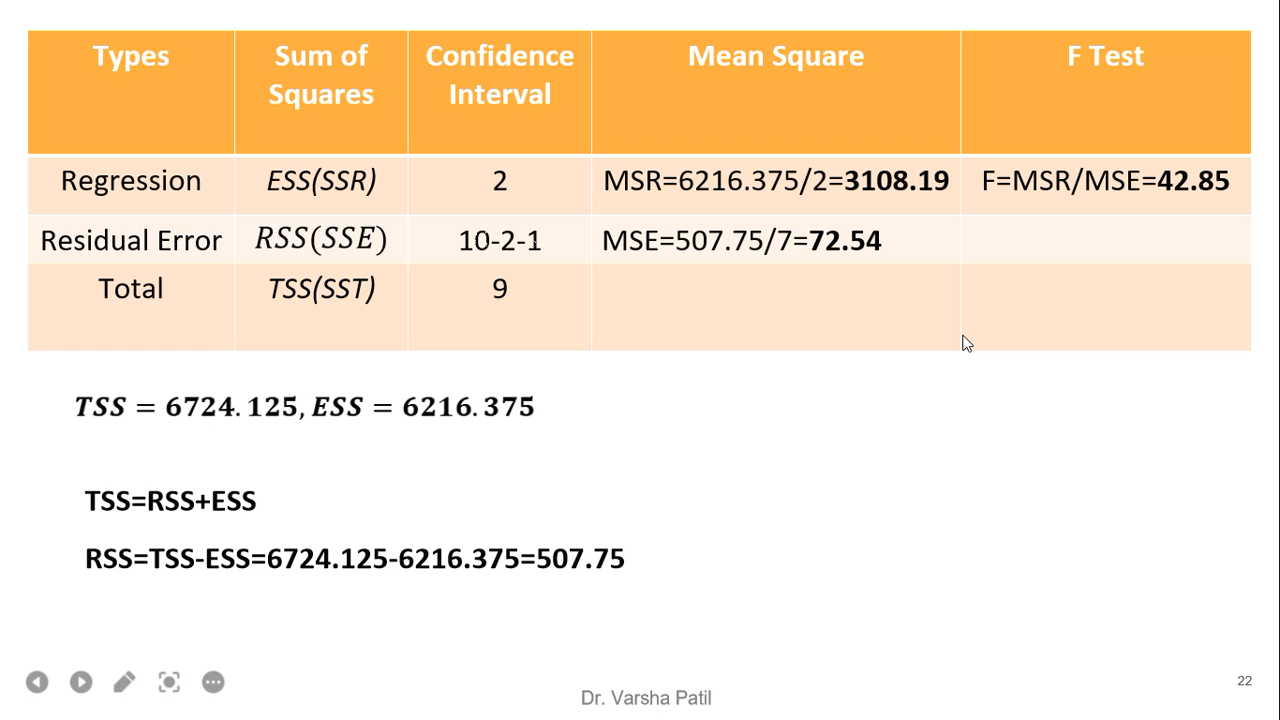 Types Sum of Squares Confidence Interval Mean Square F Test
Regression ESS(SSR) 2 MSR=6216.375/2=3108.19 F=MSR/MSE=42.85
Residual Error RSS(SSE) 10-2-1 MSE=507.75/7=72.54
Total TSS(SST) 9
TSS = 6724.125, ESS = 6216.375
TSS=RSS+ESS
RSS=TSS-ESS=6724.125-6216.375=507.75
22
Dr. Varsha Patil